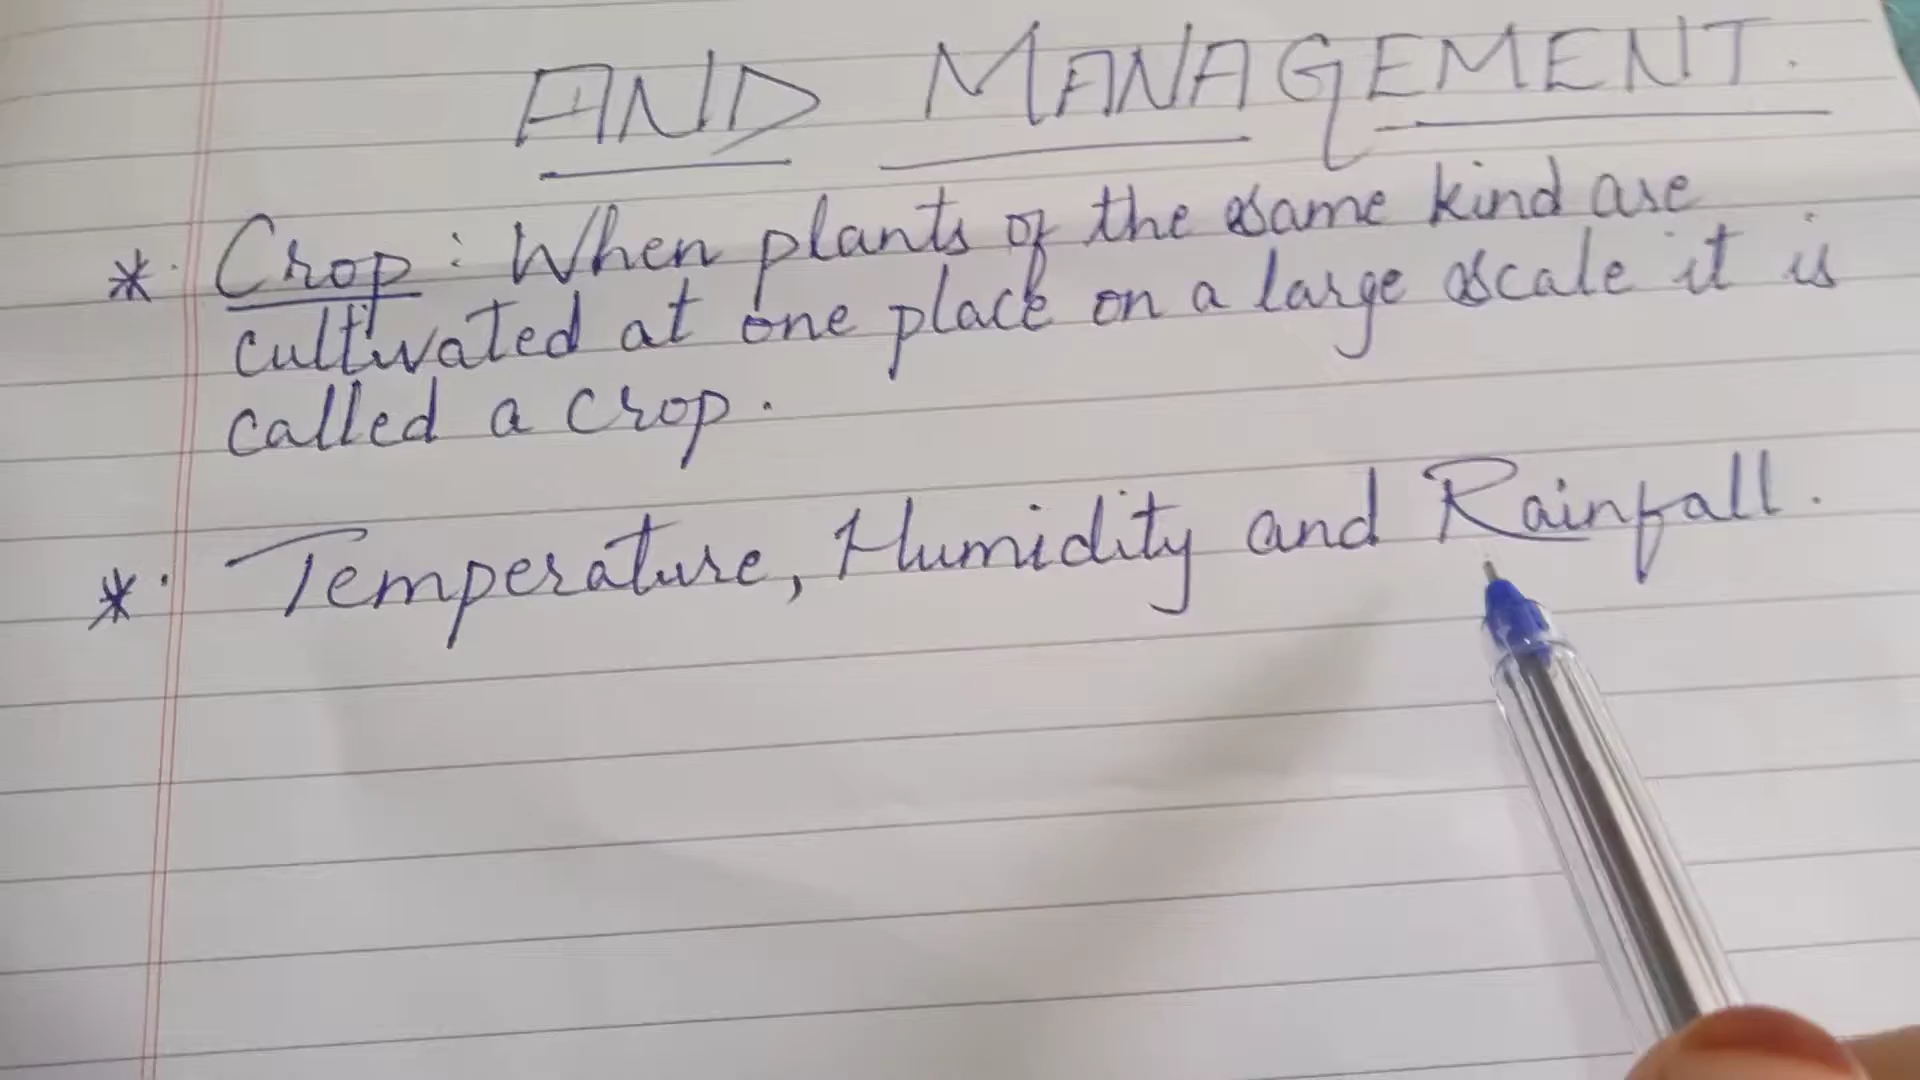 AND MANAGEMENT.
* Crop: When plants of the same kind are
cultivated at one place on a large scale it is
called a crop.
* Temperature, Humidity and Rainfall.